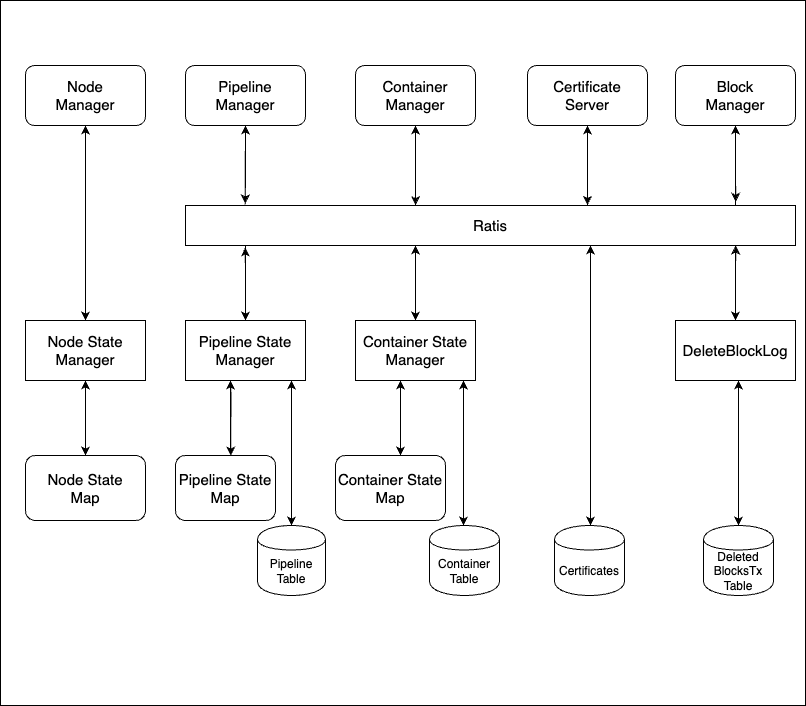 Node
Manager
Pipeline
Manager
Container
Manager
Certificate
Server
Block
Manager
Ratis
Node State
Manager
Pipeline State
Manager
Container State
Manager
DeleteBlockLog
Node State
Map
Pipeline State
Map
Container State
Map
Pipeline
Table
Container
Table
Certificates
Deleted
BlocksTx
Table